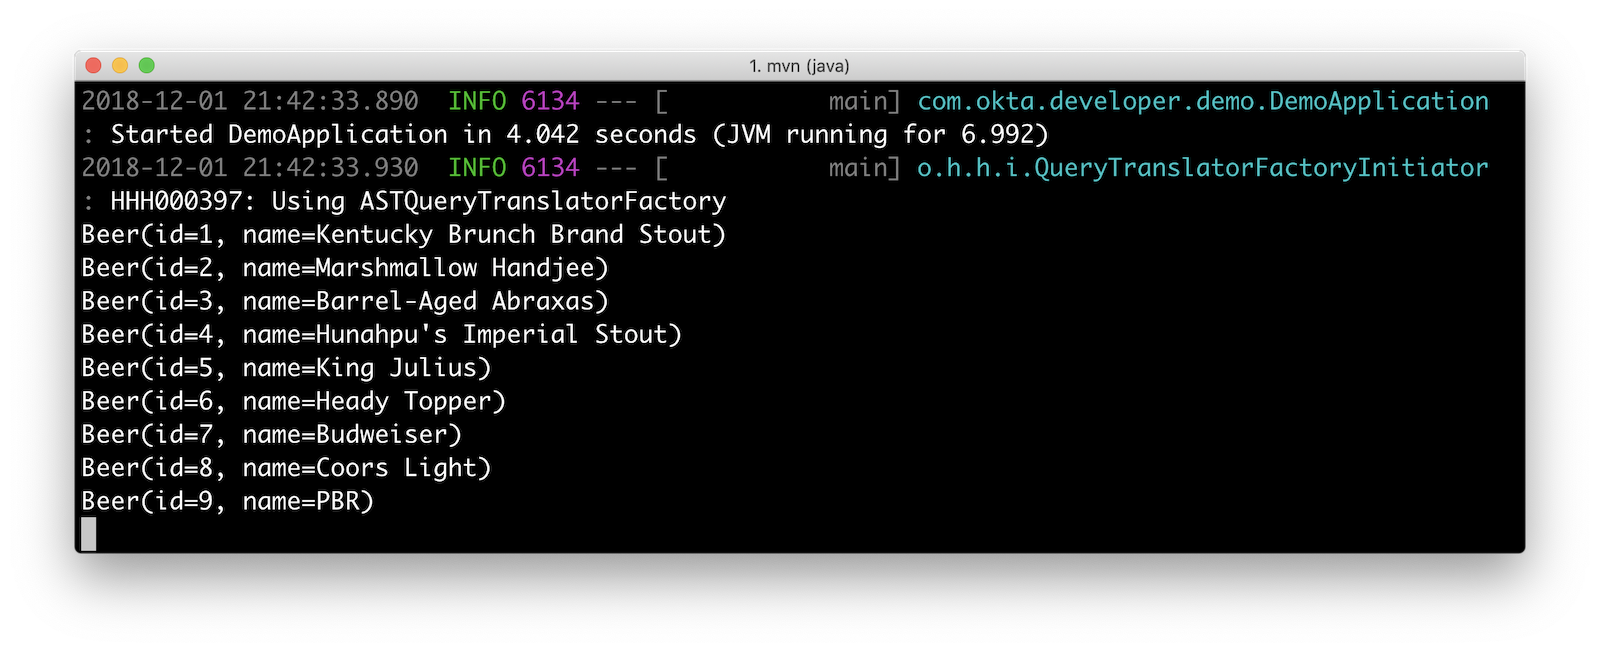 1. mvn (java)
2018-12-01 21:42:33.890  INFO 6134 --- [           main] com.okta.developer.demo.DemoApplication
: Started DemoApplication in 4.042 seconds (JVM running for 6.992)
2018-12-01 21:42:33.930  INFO 6134 --- [           main] o.h.h.i.QueryTranslatorFactoryInitiator
: HHH000397: Using ASTQueryTranslatorFactory
Beer(id=1, name=Kentucky Brunch Brand Stout)
Beer(id=2, name=Marshmallow Handjee)
Beer(id=3, name=Barrel-Aged Abraxas)
Beer(id=4, name=Hunahpu's Imperial Stout)
Beer(id=5, name=King Julius)
Beer(id=6, name=Heady Topper)
Beer(id=7, name=Budweiser)
Beer(id=8, name=Coors Light)
Beer(id=9, name=PBR)